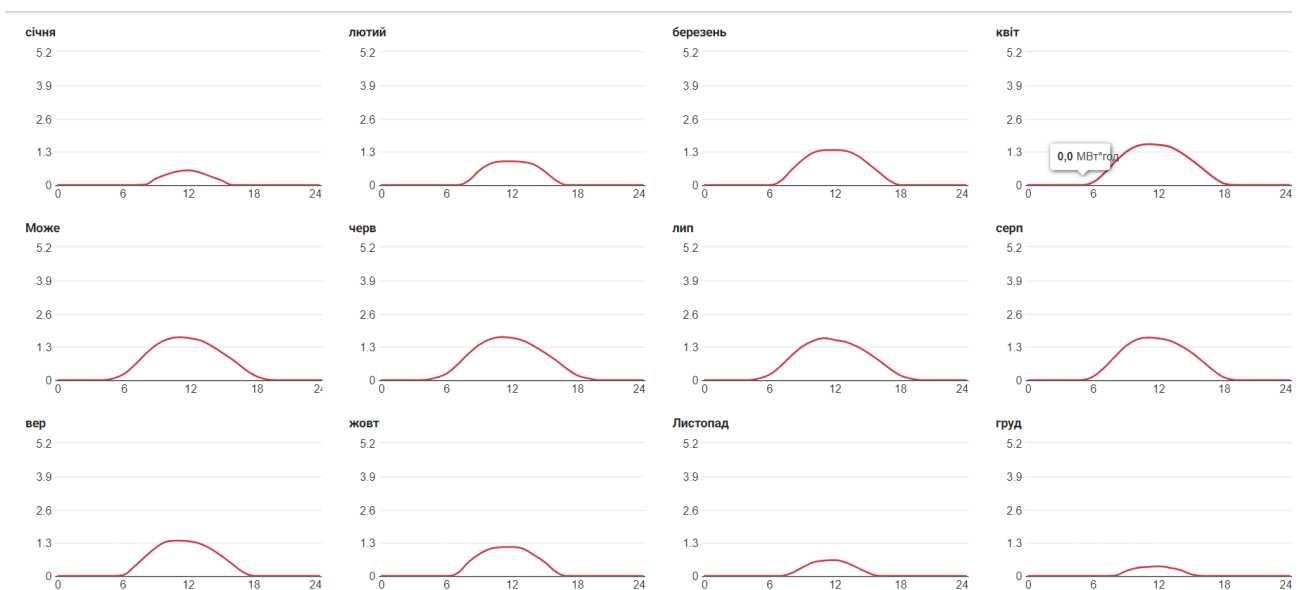 січня лютий березень квіт
5.2 5.2 5.2 5.2
3.9 3.9 3.9 3.9
2.6 2.6 2.6 2.6
1.3 1.3 1.3 1.3
0,0 МВт*год
0 0 0 0
0 6 12 18 24 0 6 12 18 24 0 6 12 18 24 0 6 12 18 24
Може черв лип серп
5.2 5.2 5.2 5.2
3.9 3.9 3.9 3.9
2.6 2.6 2.6 2.6
1.3 1.3 1.3 1.3
0 0 0 0
0 6 12 18 2 0 6 12 18 24 0 6 12 18 24 0 6 12 18 24
вер жовт Листопад груд
5.2 5.2 5.2 5.2
3.9 3.9 3.9 3.9
2.6 2.6 2.6 2.6
1.3 1.3 1.3 1.3
0 0 0 0
0 6 12 18 24 0 6 12 18 24 0 6 12 18 24 0 6 12 18 24